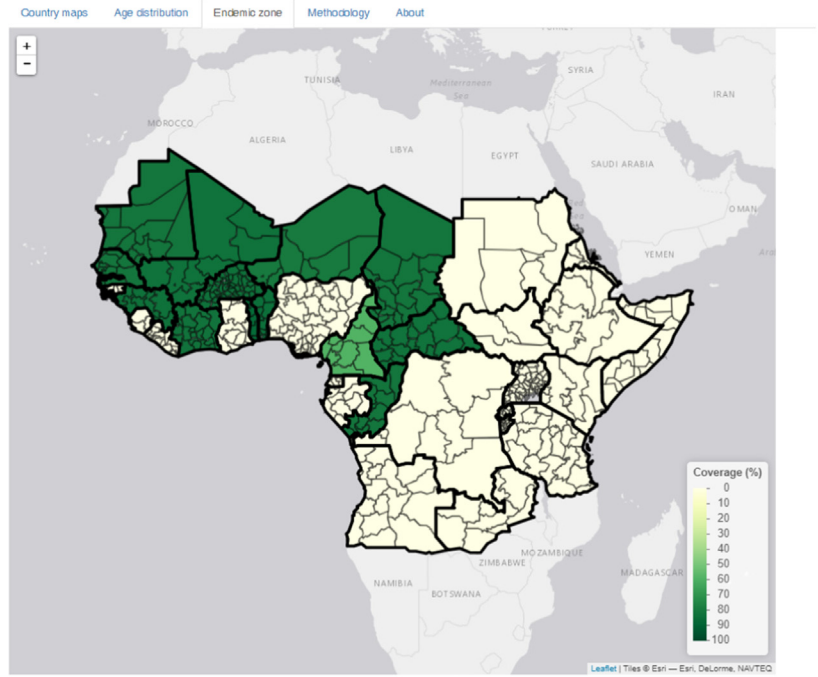 Country maps Age distribution Endemic zone Methodology About
+
−
TUNISIA
Mediterranean
Sea
SYRIA
IRAN
MOROCCO
ALGERIA
LIBYA
EGYPT
SAUDI ARABIA
OMAN
YEMEN
Coverage (%)
0
10
20
30
40
50
60
70
80
90
100
MOZAMBIQUE
ZIMBABWE
MADAGASCAR
NAMIBIA
BOTSWANA
Leaflet | Tiles © Esri — Esri, DeLorme, NAVTEQ